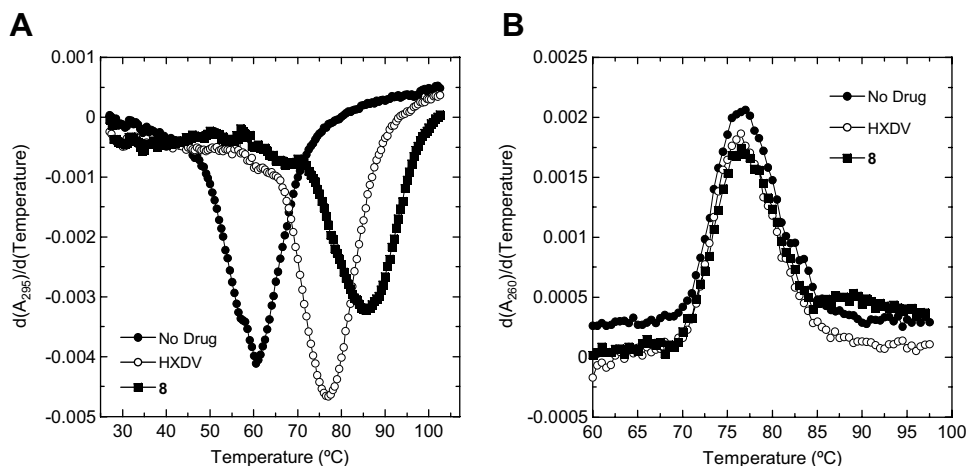 A
0.001
0
-0.001
-0.002
-0.003
-0.004
-0.005
d(A295)/d(Temperature)
No Drug
HXDV
8
30 40 50 60 70 80 90 100
Temperature (ºC)
B
0.0025
0.002
0.0015
0.001
0.0005
0
-0.0005
d(A260)/d(Temperature)
No Drug
HXDV
8
60 65 70 75 80 85 90 95 100
Temperature (ºC)